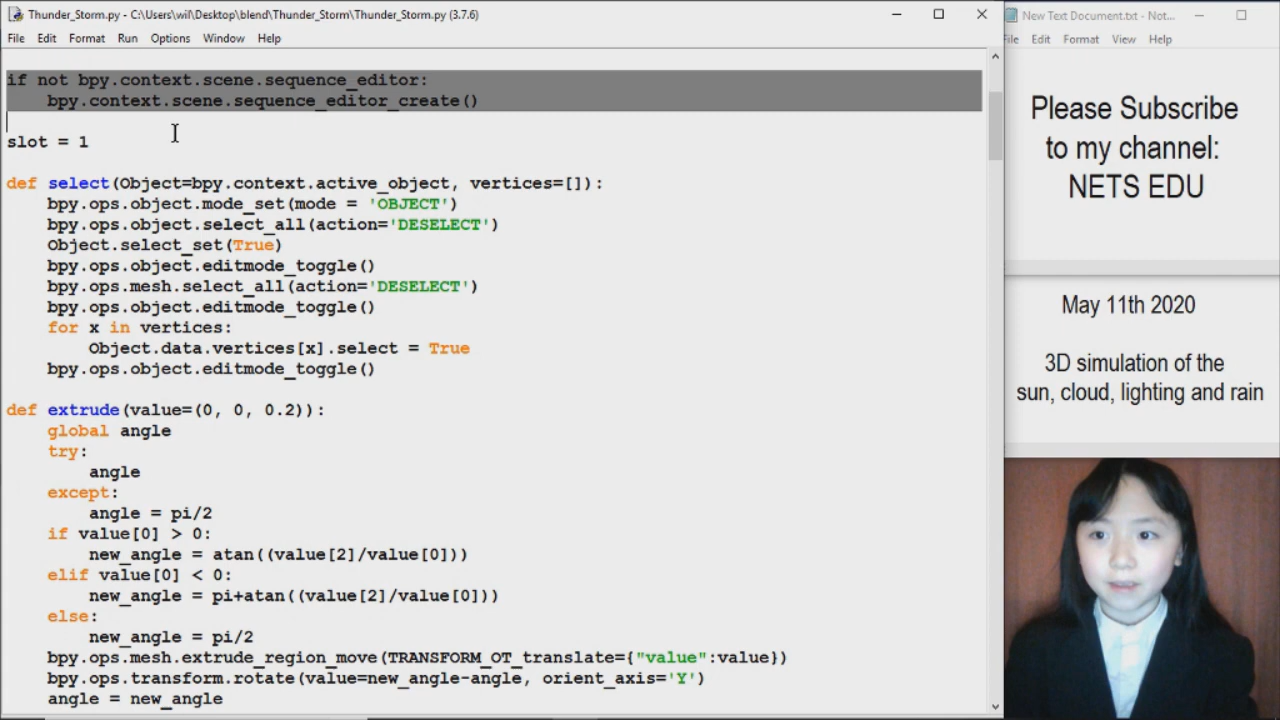 Thunder_Storm.py - C:\Users\wil\Desktop\blend\Thunder_Storm\Thunder_Storm.py (3.7.6)
File Edit Format Run Options Window Help
if not bpy.context.scene.sequence_editor:
    bpy.context.scene.sequence_editor_create()
slot = 1
def select(Object=bpy.context.active_object, vertices=[]):
    bpy.ops.object.mode_set(mode = 'OBJECT')
    bpy.ops.object.select_all(action='DESELECT')
    Object.select_set(True)
    bpy.ops.object.editmode_toggle()
    bpy.ops.mesh.select_all(action='DESELECT')
    bpy.ops.object.editmode_toggle()
    for x in vertices:
        Object.data.vertices[x].select = True
    bpy.ops.object.editmode_toggle()
def extrude(value=(0, 0, 0.2)):
    global angle
    try:
        angle
    except:
        angle = pi/2
    if value[0] > 0:
        new_angle = atan((value[2]/value[0]))
    elif value[0] < 0:
        new_angle = pi+atan((value[2]/value[0]))
    else:
        new_angle = pi/2
    bpy.ops.mesh.extrude_region_move(TRANSFORM_OT_translate={"value":value})
    bpy.ops.transform.rotate(value=new_angle-angle, orient_axis='Y')
    angle = new_angle
New Text Document.txt - Not...
File Edit Format View Help
Please Subscribe
to my channel:
NETS EDU
May 11th 2020
3D simulation of the
sun, cloud, lighting and rain